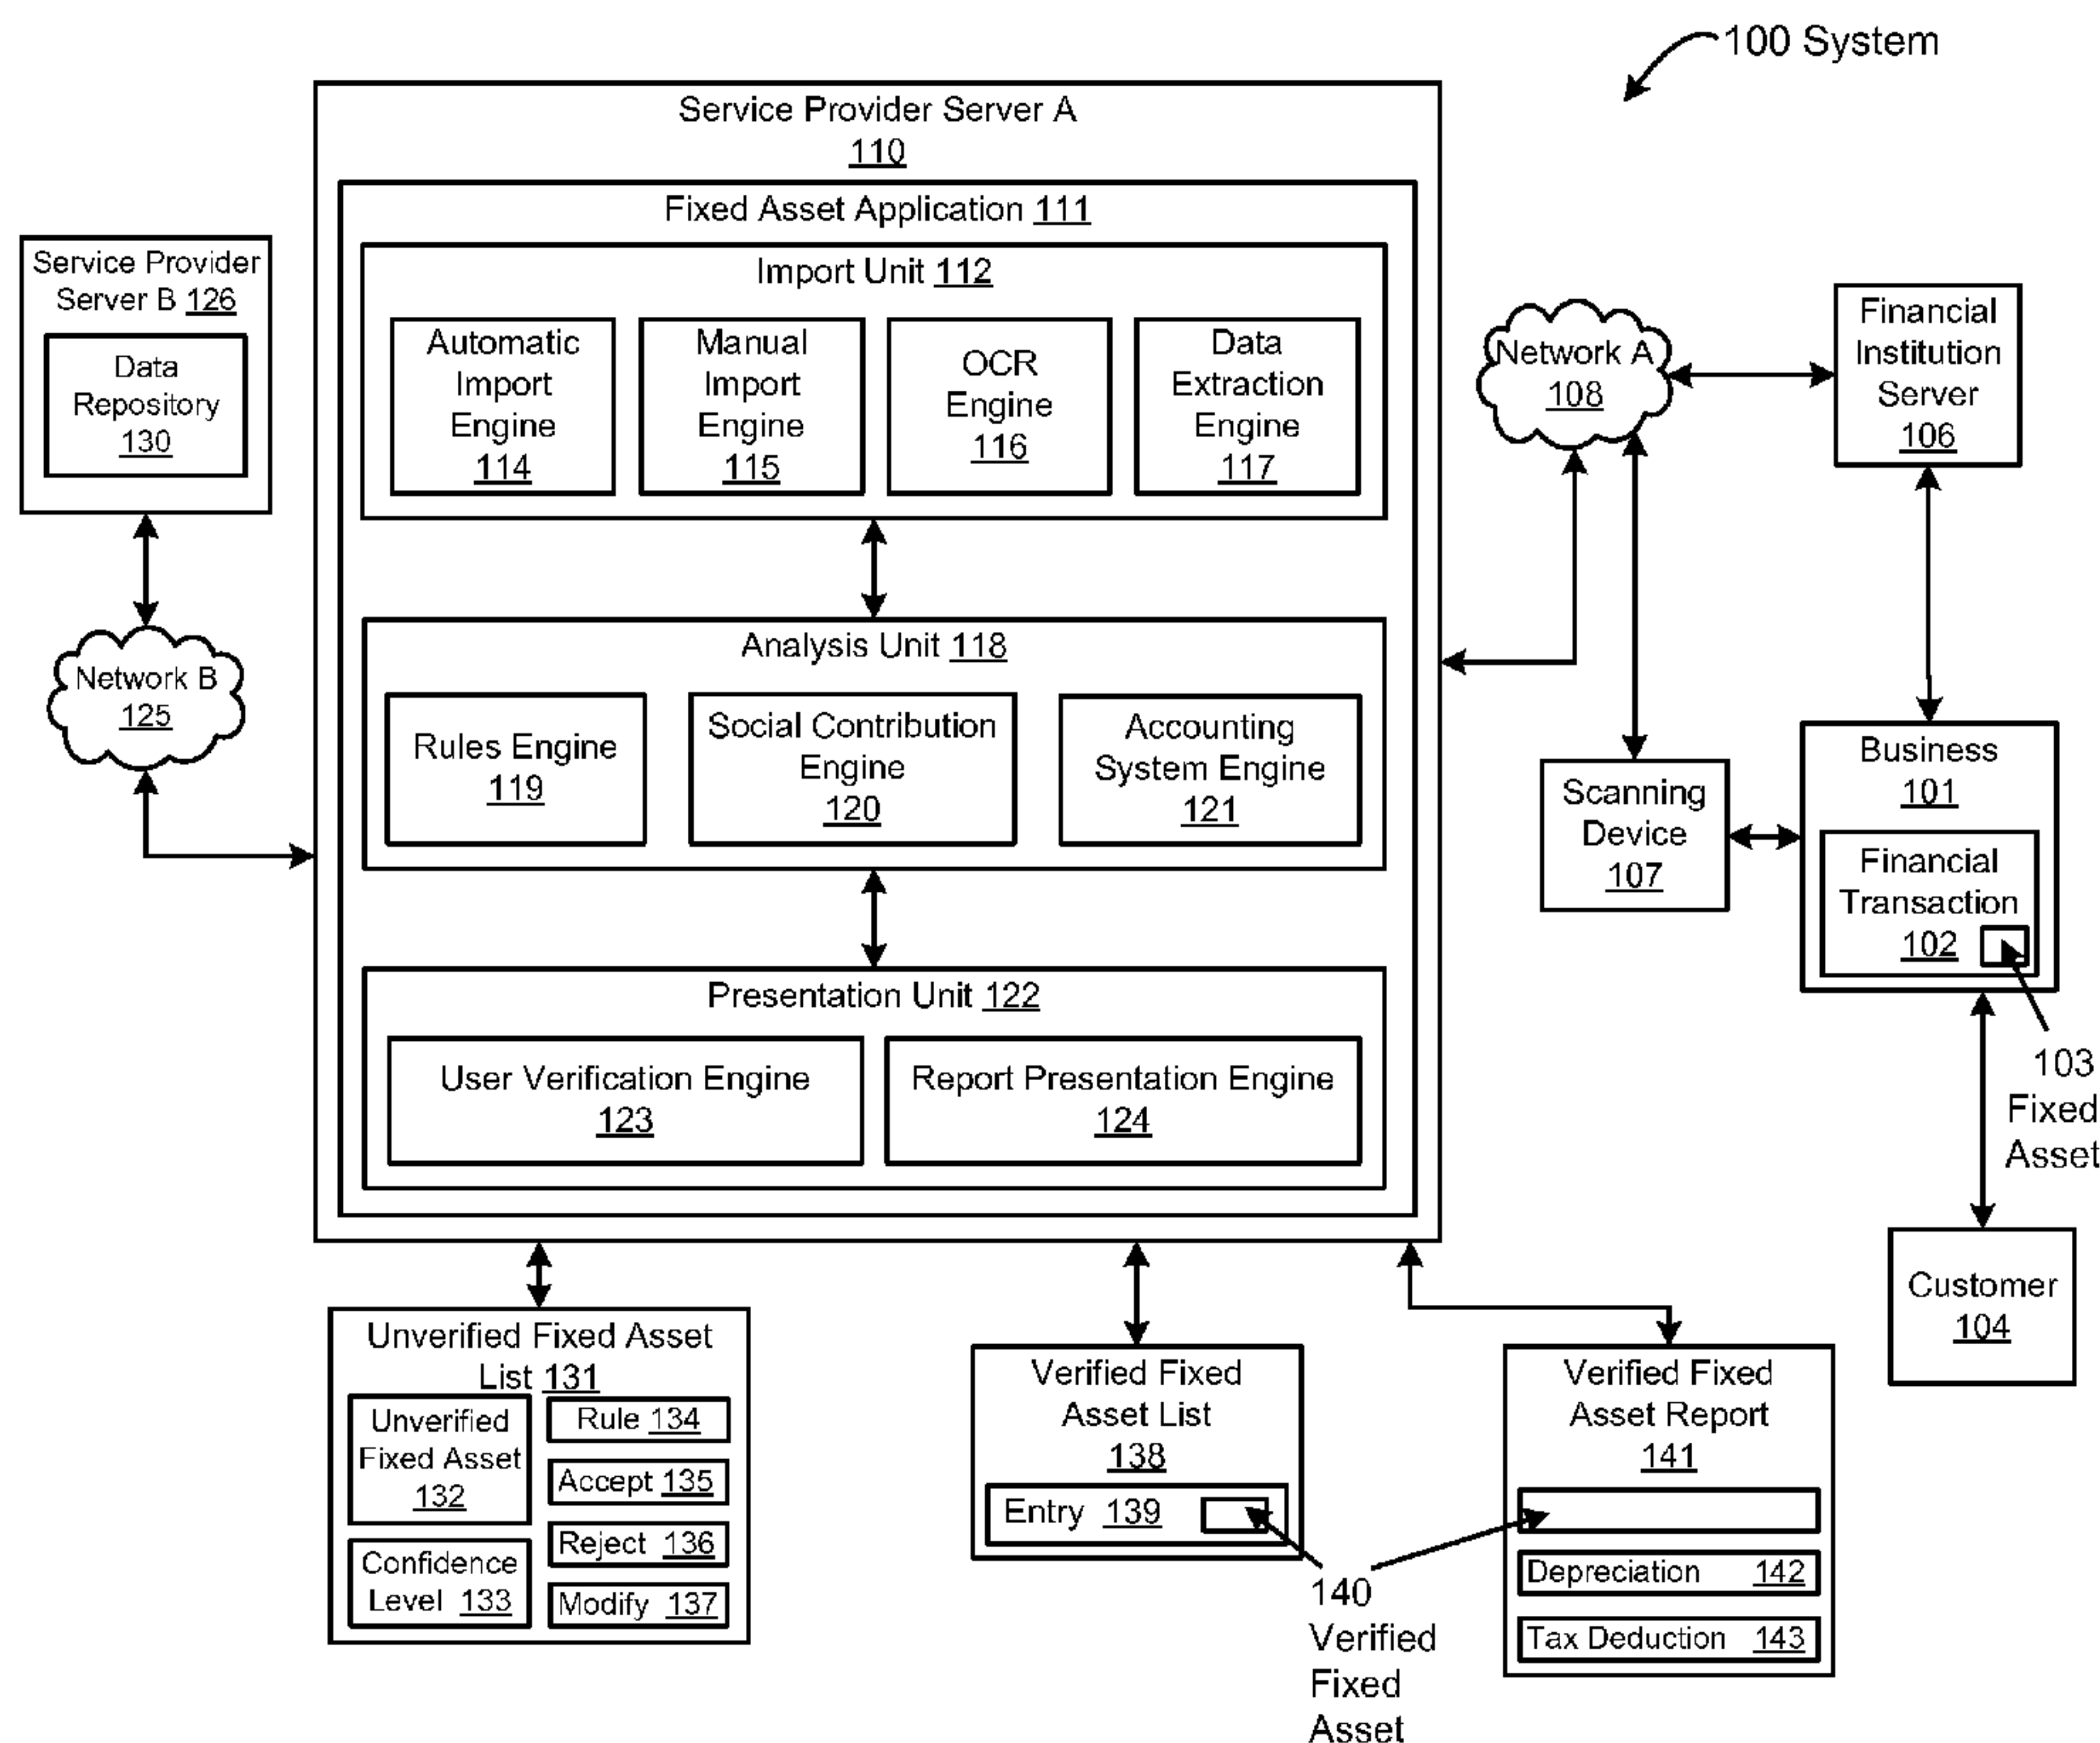 100 System
Service Provider Server A
110
Fixed Asset Application 111
Import Unit 112
Automatic
Import
Engine
114
Manual
Import
Engine
115
OCR
Engine
116
Data
Extraction
Engine
117
Analysis Unit 118
Rules Engine
119
Social Contribution
Engine
120
Accounting
System Engine
121
Presentation Unit 122
User Verification Engine
123
Report Presentation Engine
124
Service Provider
Server B 126
Data
Repository
130
Network B
125
Network A
108
Financial
Institution
Server
106
Scanning
Device
107
Business
101
Financial
Transaction
102
103
Fixed
Asset
Customer
104
Unverified Fixed Asset
List 131
Unverified
Fixed Asset
132
Confidence
Level 133
Rule 134
Accept 135
Reject 136
Modify 137
Verified Fixed
Asset List
138
Entry 139
140
Verified
Fixed
Asset
Verified Fixed
Asset Report
141
Depreciation 142
Tax Deduction 143